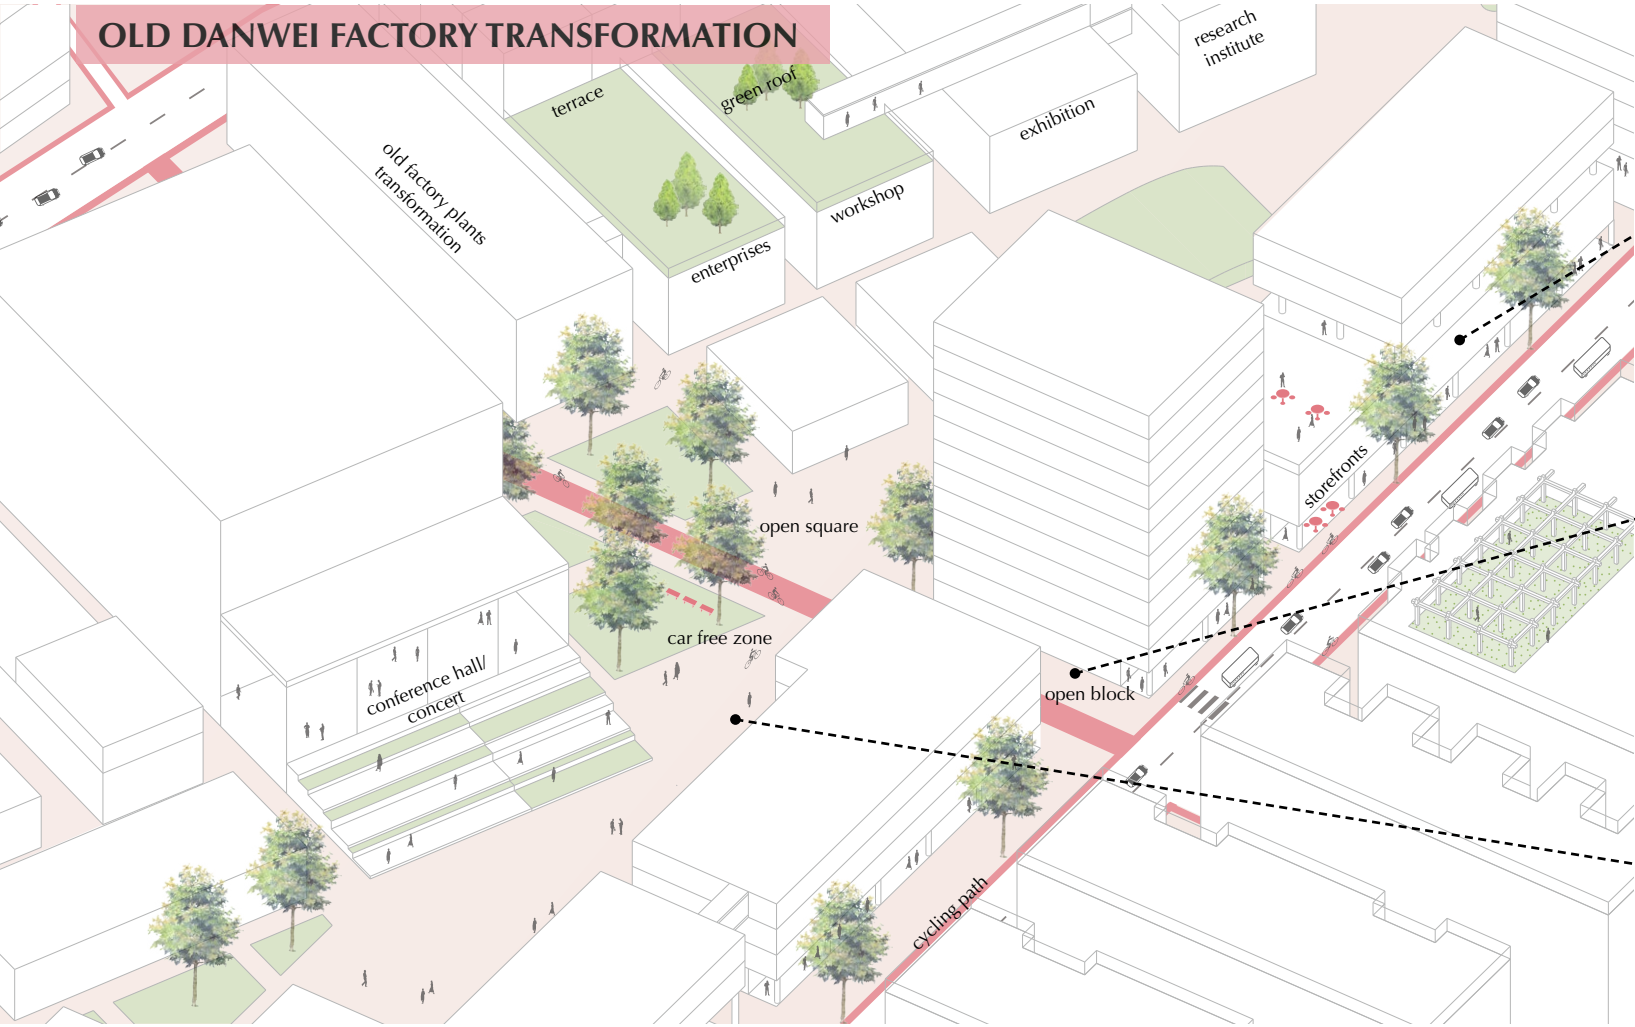 OLD DANWEI FACTORY TRANSFORMATION
research
institute
terrace
green roof
exhibition
old factory plants
transformation
workshop
enterprises
storefronts
open square
car free zone
conference hall/
concert
open block
cycling path